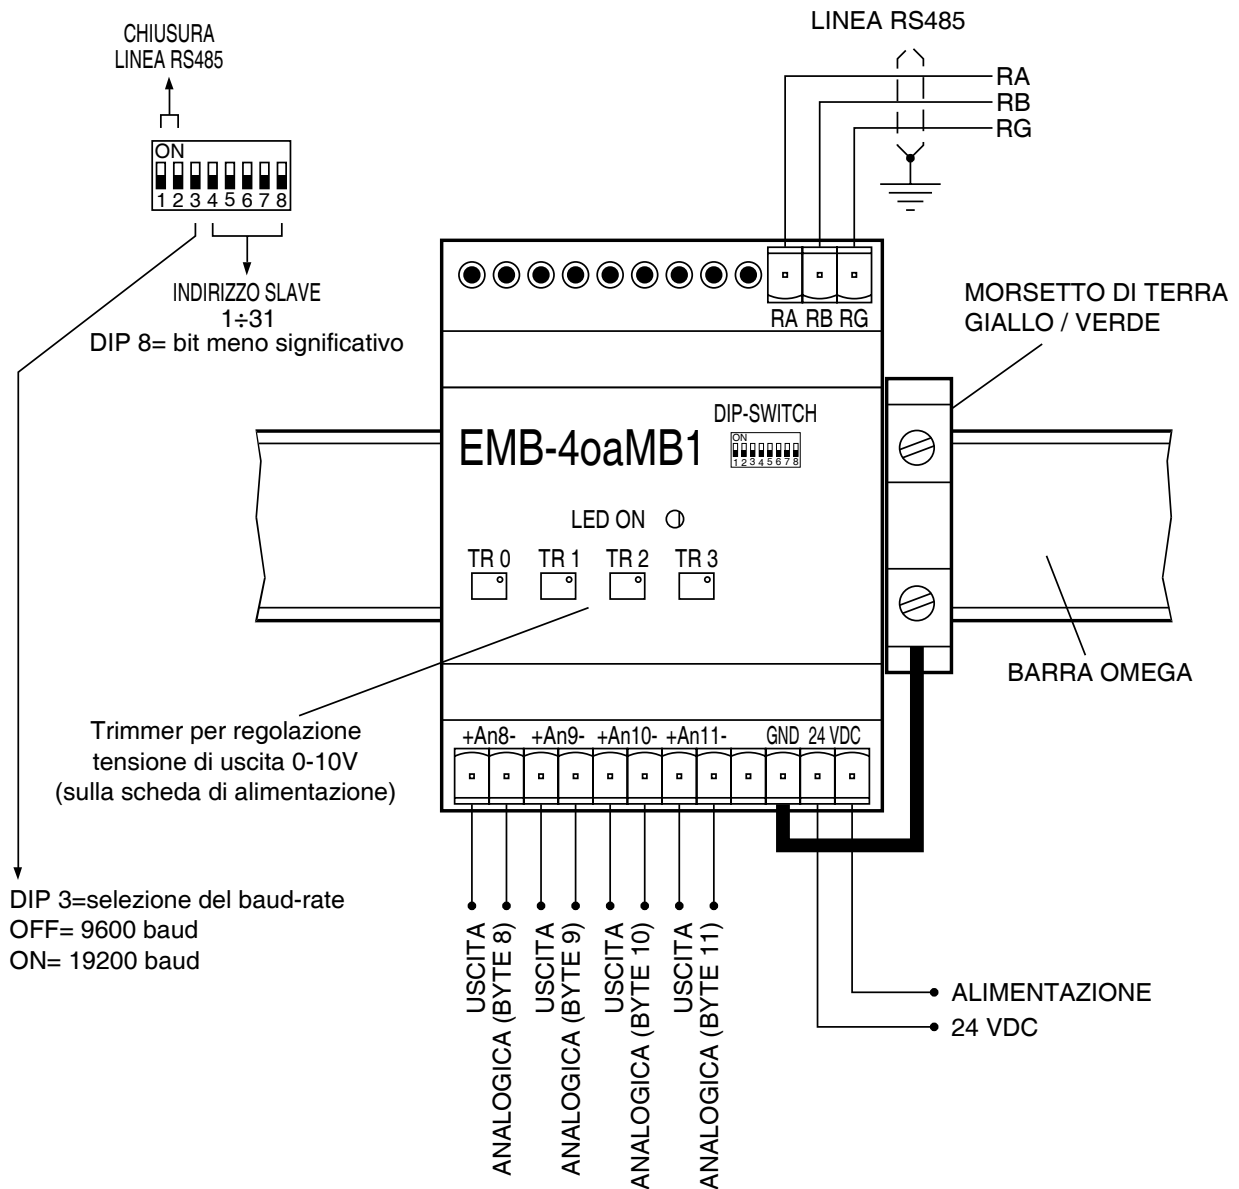 CHIUSURA
LINEA RS485
ON
1 2 3 4 5 6 7 8
INDIRIZZO SLAVE
1÷31
DIP 8= bit meno significativo
LINEA RS485
RA
RB
RG
RA RB RG
MORSETTO DI TERRA
GIALLO / VERDE
DIP-SWITCH
EMB-4oaMB1
ON
1 2 3 4 5 6 7 8
LED ON
TR 0 TR 1 TR 2 TR 3
BARRA OMEGA
Trimmer per regolazione
tensione di uscita 0-10V
(sulla scheda di alimentazione)
+An8- +An9- +An10- +An11- GND 24 VDC
DIP 3=selezione del baud-rate
OFF= 9600 baud
ON= 19200 baud
USCITA
ANALOGICA (BYTE 8)
USCITA
ANALOGICA (BYTE 9)
USCITA
ANALOGICA (BYTE 10)
USCITA
ANALOGICA (BYTE 11)
ALIMENTAZIONE
24 VDC